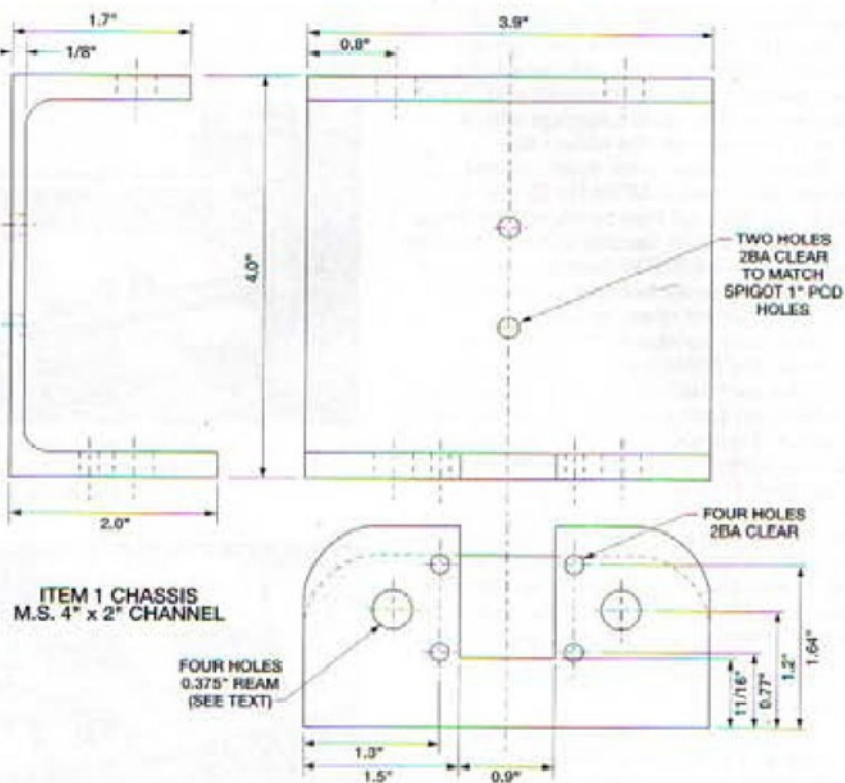 1.7"
3.9"
1/8"
0.8"
4.0"
TWO HOLES
2BA CLEAR
TO MATCH
SPIGOT 1" PCD
HOLES
2.0"
FOUR HOLES
2BA CLEAR
ITEM 1 CHASSIS
M.S. 4" x 2" CHANNEL
FOUR HOLES
0.375" REAM
(SEE TEXT)
11/16"
0.77"
1.2"
1.64"
1.3"
1.5"
0.9"